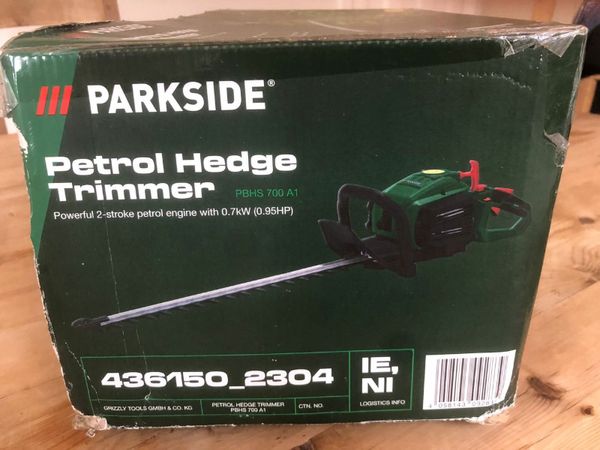 PARKSIDE®
Petrol Hedge
Trimmer PBHS 700 A1
Powerful 2-stroke petrol engine with 0.7kW (0.95HP)
PARKSIDE
436150_2304
IE,
NI
GRIZZLY TOOLS GMBH & CO. KG
PETROL HEDGE TRIMMER
PBHS 700 A1
CTN. NO.
LOGISTICS INFO